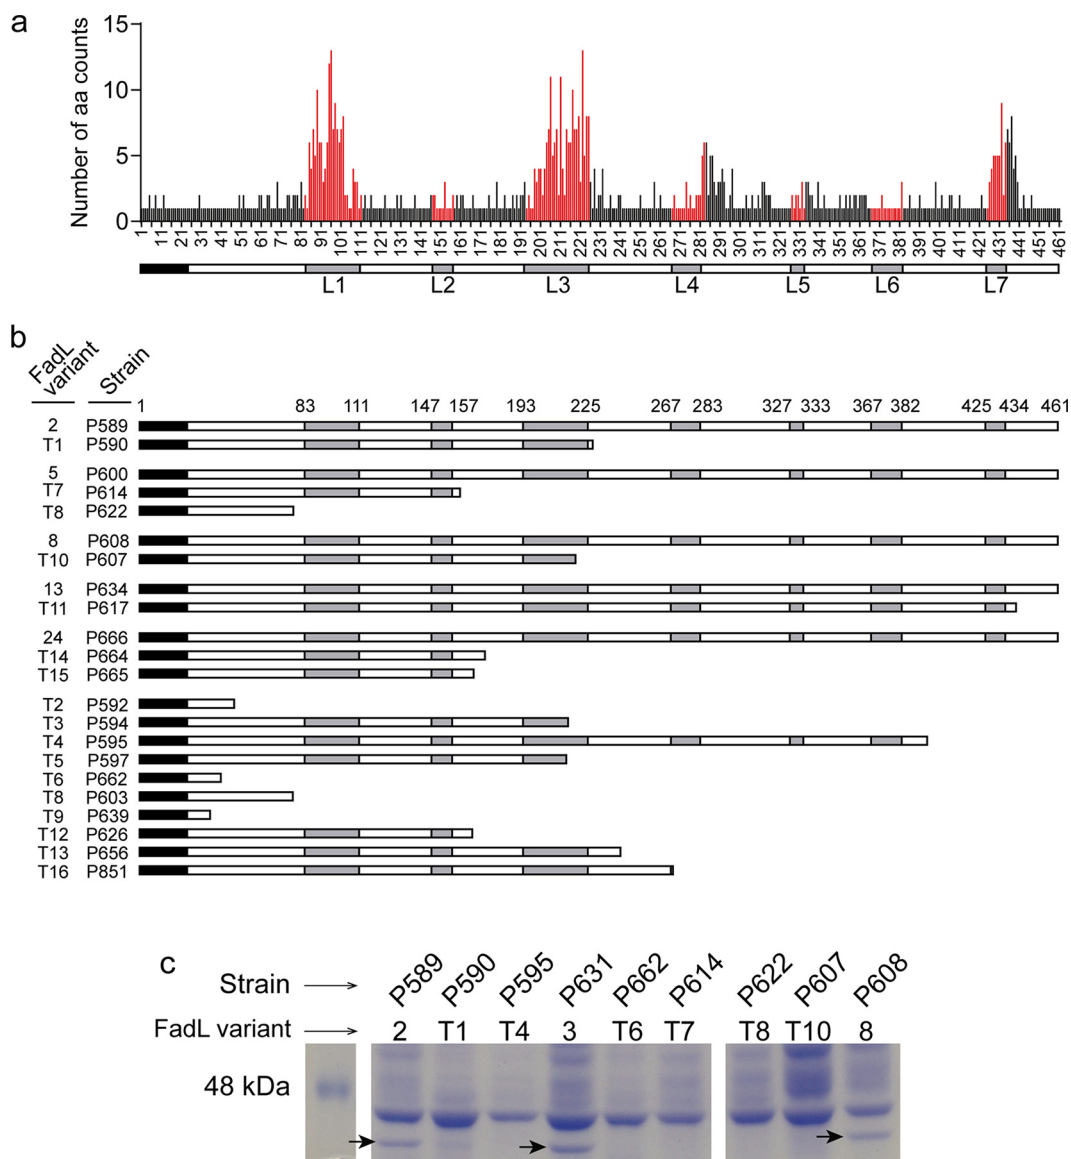 a
Number of aa counts
15
10
5
0
1 11 21 31 41 51 61 71 81 91 101 111 121 131 141 151 161 171 181 191 201 211 221 231 241 251 261 271 281 291 301 311 321 331 341 351 361 371 381 391 401 411 421 431 441 451 461
L1 L2 L3 L4 L5 L6 L7
b
FadL variant Strain
1 83 111 147 157 193 225 267 283 327 333 367 382 425 434 461
2 P589
T1 P590
5 P600
T7 P614
T8 P622
8 P608
T10 P607
13 P634
T11 P617
24 P666
T14 P664
T15 P665
T2 P592
T3 P594
T4 P595
T5 P597
T6 P662
T8 P603
T9 P639
T12 P626
T13 P656
T16 P851
c
Strain P589 P590 P595 P631 P662 P614 P622 P607 P608
FadL variant 2 T1 T4 3 T6 T7 T8 T10 8
48 kDa